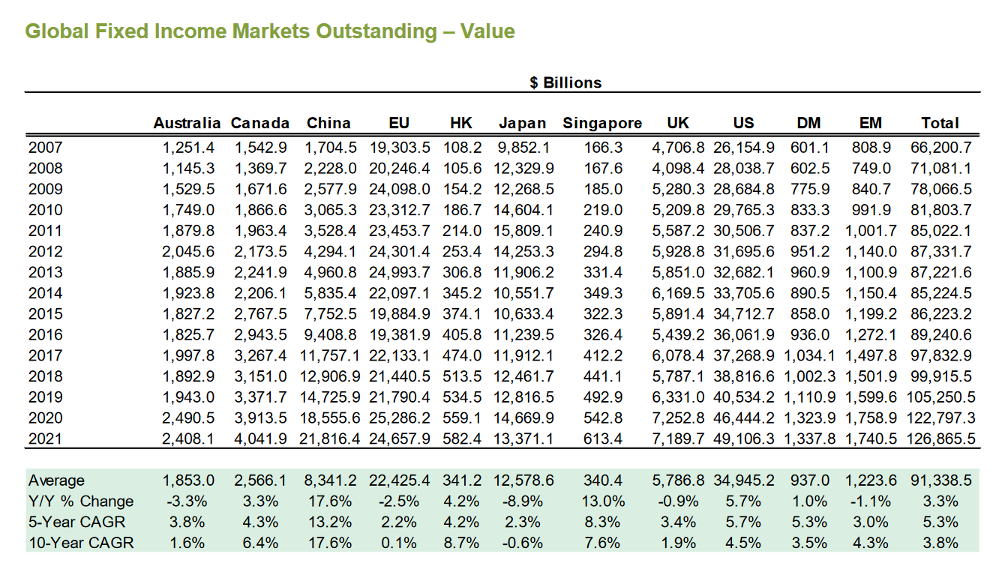 Global Fixed Income Markets Outstanding – Value
$ Billions
Australia Canada China EU HK Japan Singapore UK US DM EM Total
2007 1,251.4 1,542.9 1,704.5 19,303.5 108.2 9,852.1 166.3 4,706.8 26,154.9 601.1 808.9 66,200.7
2008 1,145.3 1,369.7 2,228.0 20,246.4 105.6 12,329.9 167.6 4,098.4 28,038.7 602.5 749.0 71,081.1
2009 1,529.5 1,671.6 2,577.9 24,098.0 154.2 12,268.5 185.0 5,280.3 28,684.8 775.9 840.7 78,066.5
2010 1,749.0 1,866.6 3,065.3 23,312.7 186.7 14,604.1 219.0 5,209.8 29,765.3 833.3 991.9 81,803.7
2011 1,879.8 1,963.4 3,528.4 23,453.7 214.0 15,809.1 240.9 5,587.2 30,506.7 837.2 1,001.7 85,022.1
2012 2,045.6 2,173.5 4,294.1 24,301.4 253.4 14,253.3 294.8 5,928.8 31,695.6 951.2 1,140.0 87,331.7
2013 1,885.9 2,241.9 4,960.8 24,993.7 306.8 11,906.2 331.4 5,851.0 32,682.1 960.9 1,100.9 87,221.6
2014 1,923.8 2,206.1 5,835.4 22,097.1 345.2 10,551.7 349.3 6,169.5 33,705.6 890.5 1,150.4 85,224.5
2015 1,827.2 2,767.5 7,752.5 19,884.9 374.1 10,633.4 322.3 5,891.4 34,712.7 858.0 1,199.2 86,223.2
2016 1,825.7 2,943.5 9,408.8 19,381.9 405.8 11,239.5 326.4 5,439.2 36,061.9 936.0 1,272.1 89,240.6
2017 1,997.8 3,267.4 11,757.1 22,133.1 474.0 11,912.1 412.2 6,078.4 37,268.9 1,034.1 1,497.8 97,832.9
2018 1,892.9 3,151.0 12,906.9 21,440.5 513.5 12,461.7 441.1 5,787.1 38,816.6 1,002.3 1,501.9 99,915.5
2019 1,943.0 3,371.7 14,725.9 21,790.4 534.5 12,816.5 492.9 6,331.0 40,534.2 1,110.9 1,599.6 105,250.5
2020 2,490.5 3,913.5 18,555.6 25,286.2 559.1 14,669.9 542.8 7,252.8 46,444.2 1,323.9 1,758.9 122,797.3
2021 2,408.1 4,041.9 21,816.4 24,657.9 582.4 13,371.1 613.4 7,189.7 49,106.3 1,337.8 1,740.5 126,865.5
Average 1,853.0 2,566.1 8,341.2 22,425.4 341.2 12,578.6 340.4 5,786.8 34,945.2 937.0 1,223.6 91,338.5
Y/Y % Change -3.3% 3.3% 17.6% -2.5% 4.2% -8.9% 13.0% -0.9% 5.7% 1.0% -1.1% 3.3%
5-Year CAGR 3.8% 4.3% 13.2% 2.2% 4.2% 2.3% 8.3% 3.4% 5.7% 5.3% 3.0% 5.3%
10-Year CAGR 1.6% 6.4% 17.6% 0.1% 8.7% -0.6% 7.6% 1.9% 4.5% 3.5% 4.3% 3.8%